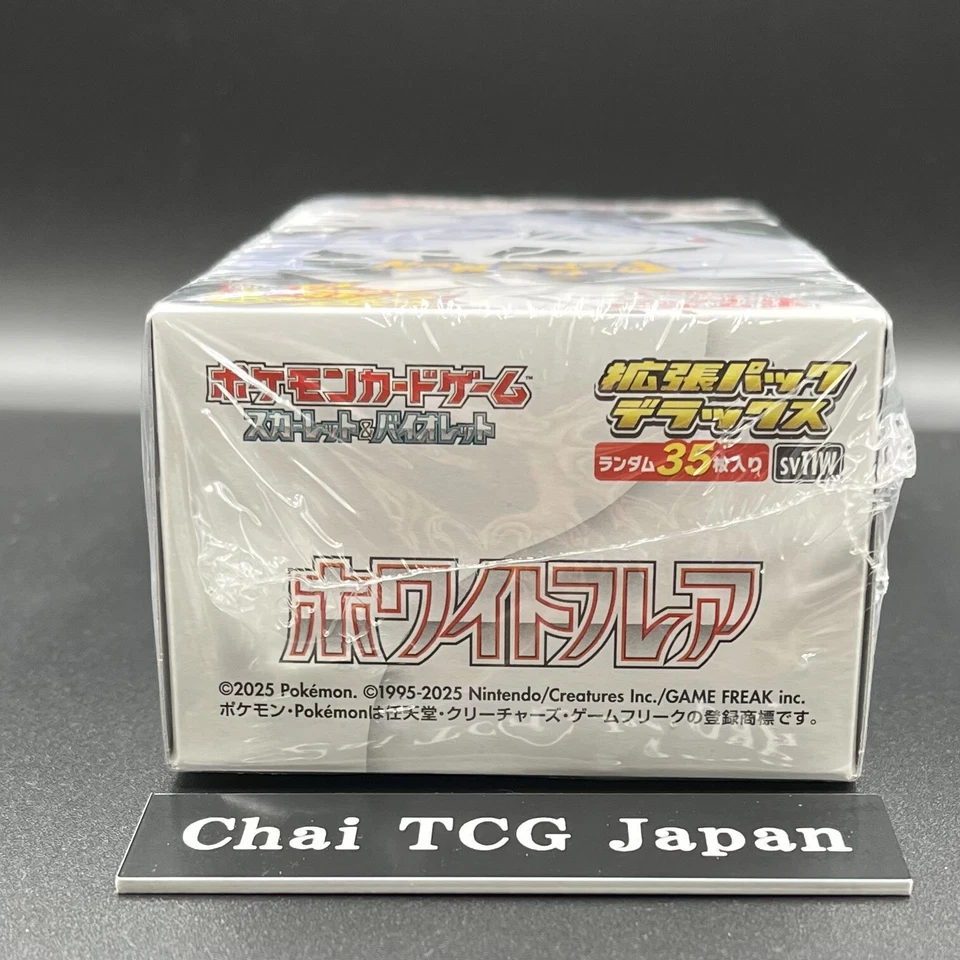 ポケモンカードゲーム™
スカーレット&バイオレット
拡張パック
デラックス
ランダム35枚入り
sv11W
ホワイトフレア
©2025 Pokémon. ©1995-2025 Nintendo/Creatures Inc./GAME FREAK inc.
ポケモン・Pokémonは任天堂・クリーチャーズ・ゲームフリークの登録商標です。
Chai TCG Japan